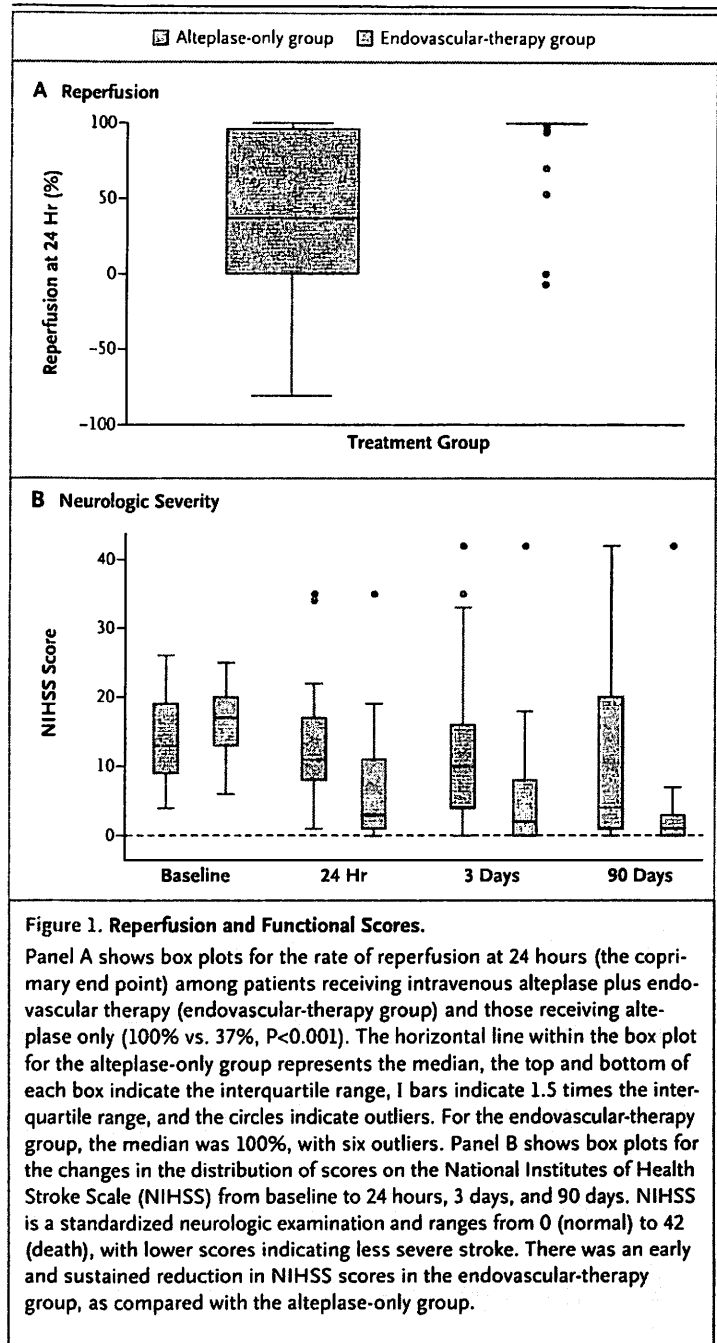 Alteplase-only group Endovascular-therapy group
A Reperfusion
100
50
0
−50
−100
Reperfusion at 24 Hr (%)
Treatment Group
B Neurologic Severity
40
30
20
10
0
NIHSS Score
Baseline 24 Hr 3 Days 90 Days
Figure 1. Reperfusion and Functional Scores.
Panel A shows box plots for the rate of reperfusion at 24 hours (the copri-
mary end point) among patients receiving intravenous alteplase plus endo-
vascular therapy (endovascular-therapy group) and those receiving alte-
plase only (100% vs. 37%, P<0.001). The horizontal line within the box plot
for the alteplase-only group represents the median, the top and bottom of
each box indicate the interquartile range, I bars indicate 1.5 times the inter-
quartile range, and the circles indicate outliers. For the endovascular-therapy
group, the median was 100%, with six outliers. Panel B shows box plots for
the changes in the distribution of scores on the National Institutes of Health
Stroke Scale (NIHSS) from baseline to 24 hours, 3 days, and 90 days. NIHSS
is a standardized neurologic examination and ranges from 0 (normal) to 42
(death), with lower scores indicating less severe stroke. There was an early
and sustained reduction in NIHSS scores in the endovascular-therapy
group, as compared with the alteplase-only group.